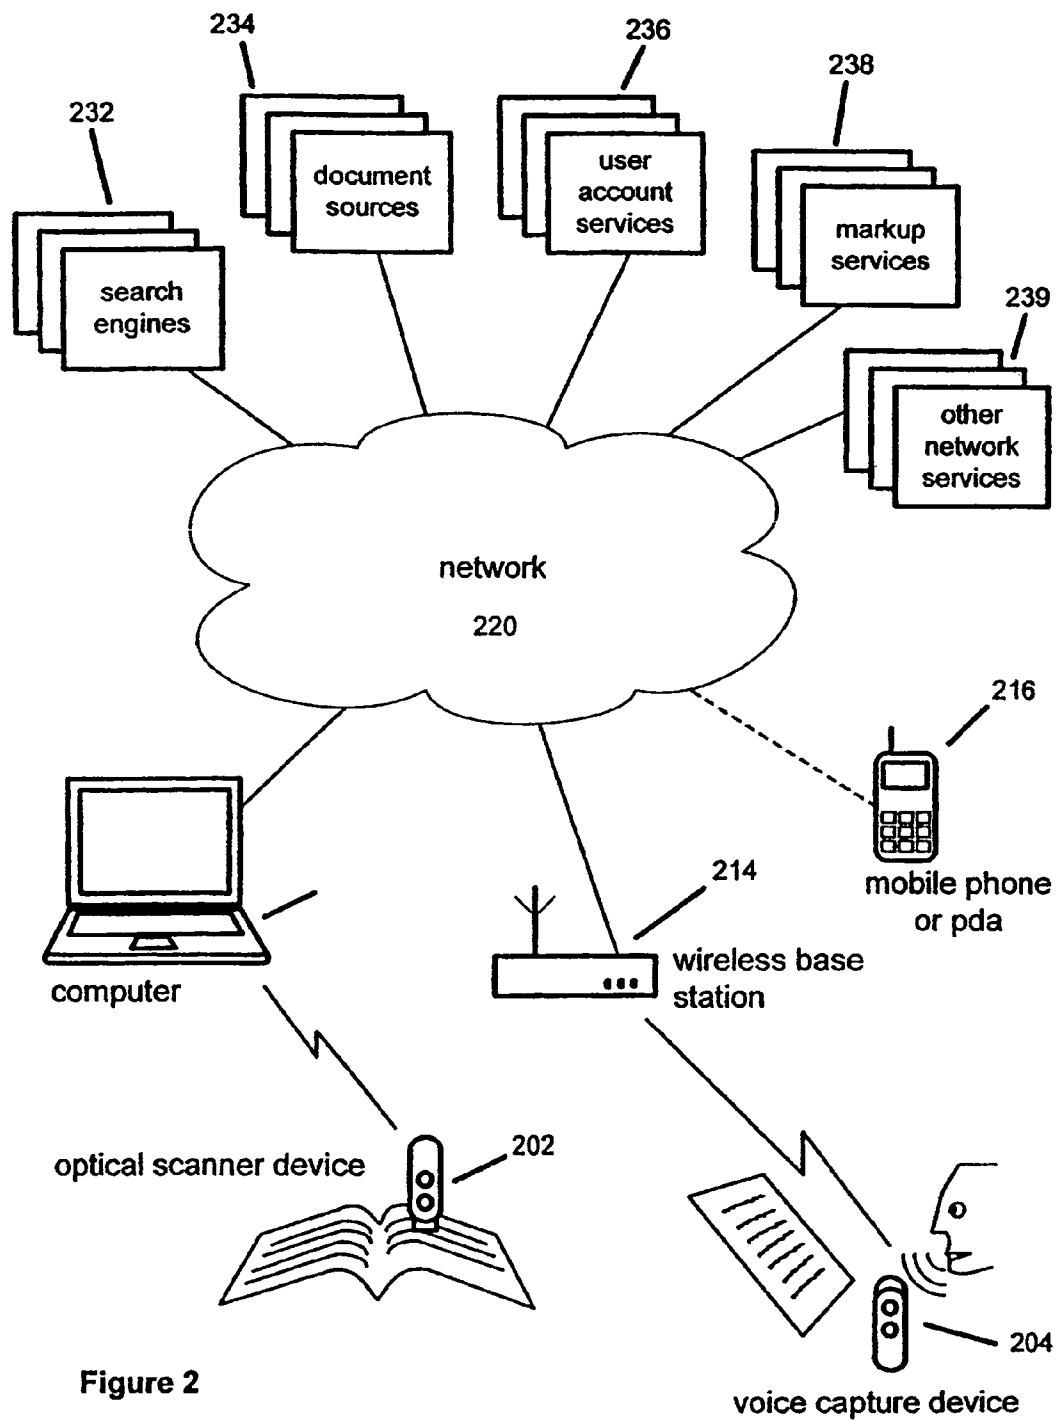 234
236
238
232
document
sources
user
account
services
markup
services
search
engines
239
other
network
services
network
220
216
mobile phone
or pda
214
wireless base
station
computer
202
optical scanner device
204
Figure 2
voice capture device